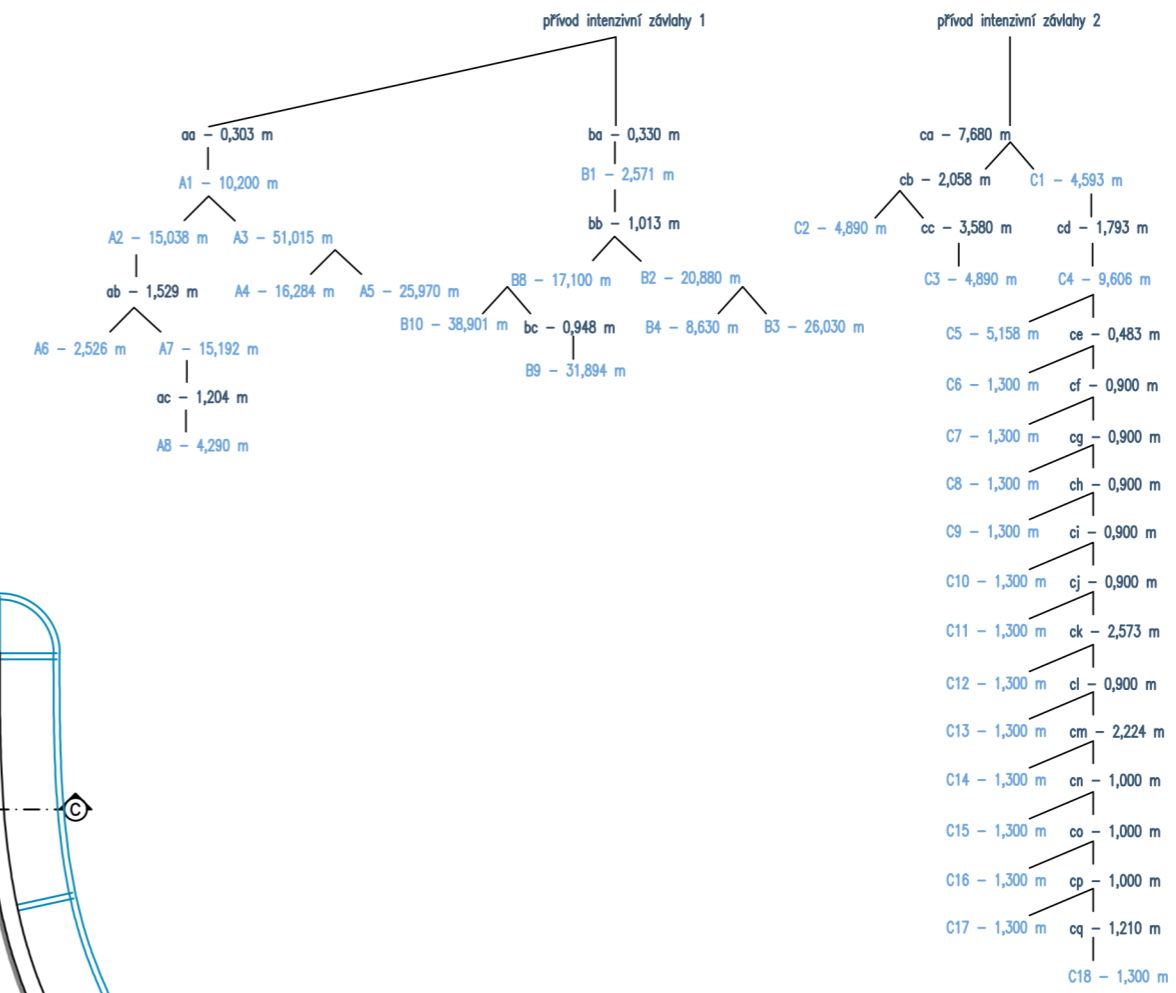 přívod intenzivní závlahy 1
přívod intenzivní závlahy 2
aa – 0,303 m
ba – 0,330 m
ca – 7,680 m
A1 – 10,200 m
B1 – 2,571 m
cb – 2,058 m
C1 – 4,593 m
A2 – 15,038 m
A3 – 51,015 m
bb – 1,013 m
C2 – 4,890 m
cc – 3,580 m
cd – 1,793 m
ab – 1,529 m
A4 – 16,284 m
A5 – 25,970 m
B8 – 17,100 m
B2 – 20,880 m
C3 – 4,890 m
C4 – 9,606 m
A6 – 2,526 m
A7 – 15,192 m
B10 – 38,901 m
bc – 0,948 m
B4 – 8,630 m
B3 – 26,030 m
C5 – 5,158 m
ce – 0,483 m
ac – 1,204 m
B9 – 31,894 m
C6 – 1,300 m
cf – 0,900 m
A8 – 4,290 m
C7 – 1,300 m
cg – 0,900 m
C8 – 1,300 m
ch – 0,900 m
C9 – 1,300 m
ci – 0,900 m
C10 – 1,300 m
cj – 0,900 m
C11 – 1,300 m
ck – 2,573 m
C12 – 1,300 m
cl – 0,900 m
C13 – 1,300 m
cm – 2,224 m
C14 – 1,300 m
cn – 1,000 m
C
C15 – 1,300 m
co – 1,000 m
C16 – 1,300 m
cp – 1,000 m
C17 – 1,300 m
cq – 1,210 m
C18 – 1,300 m